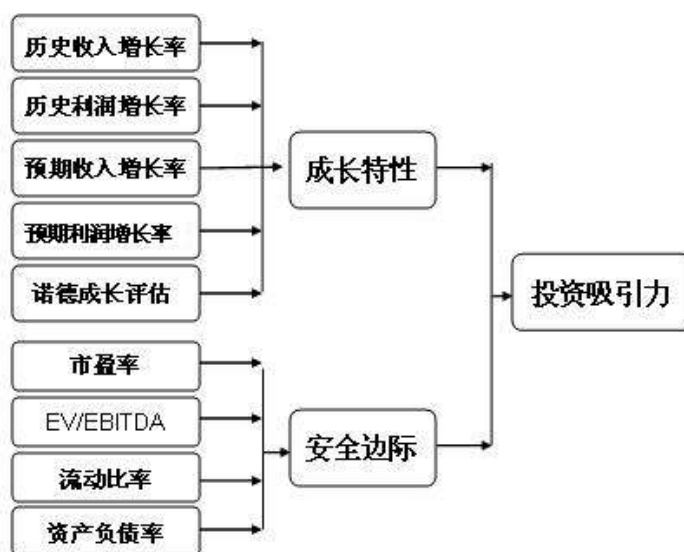 历史收入增长率
历史利润增长率
预期收入增长率
预期利润增长率
诺德成长评估
成长特性
市盈率
EV/EBITDA
流动比率
资产负债率
安全边际
投资吸引力